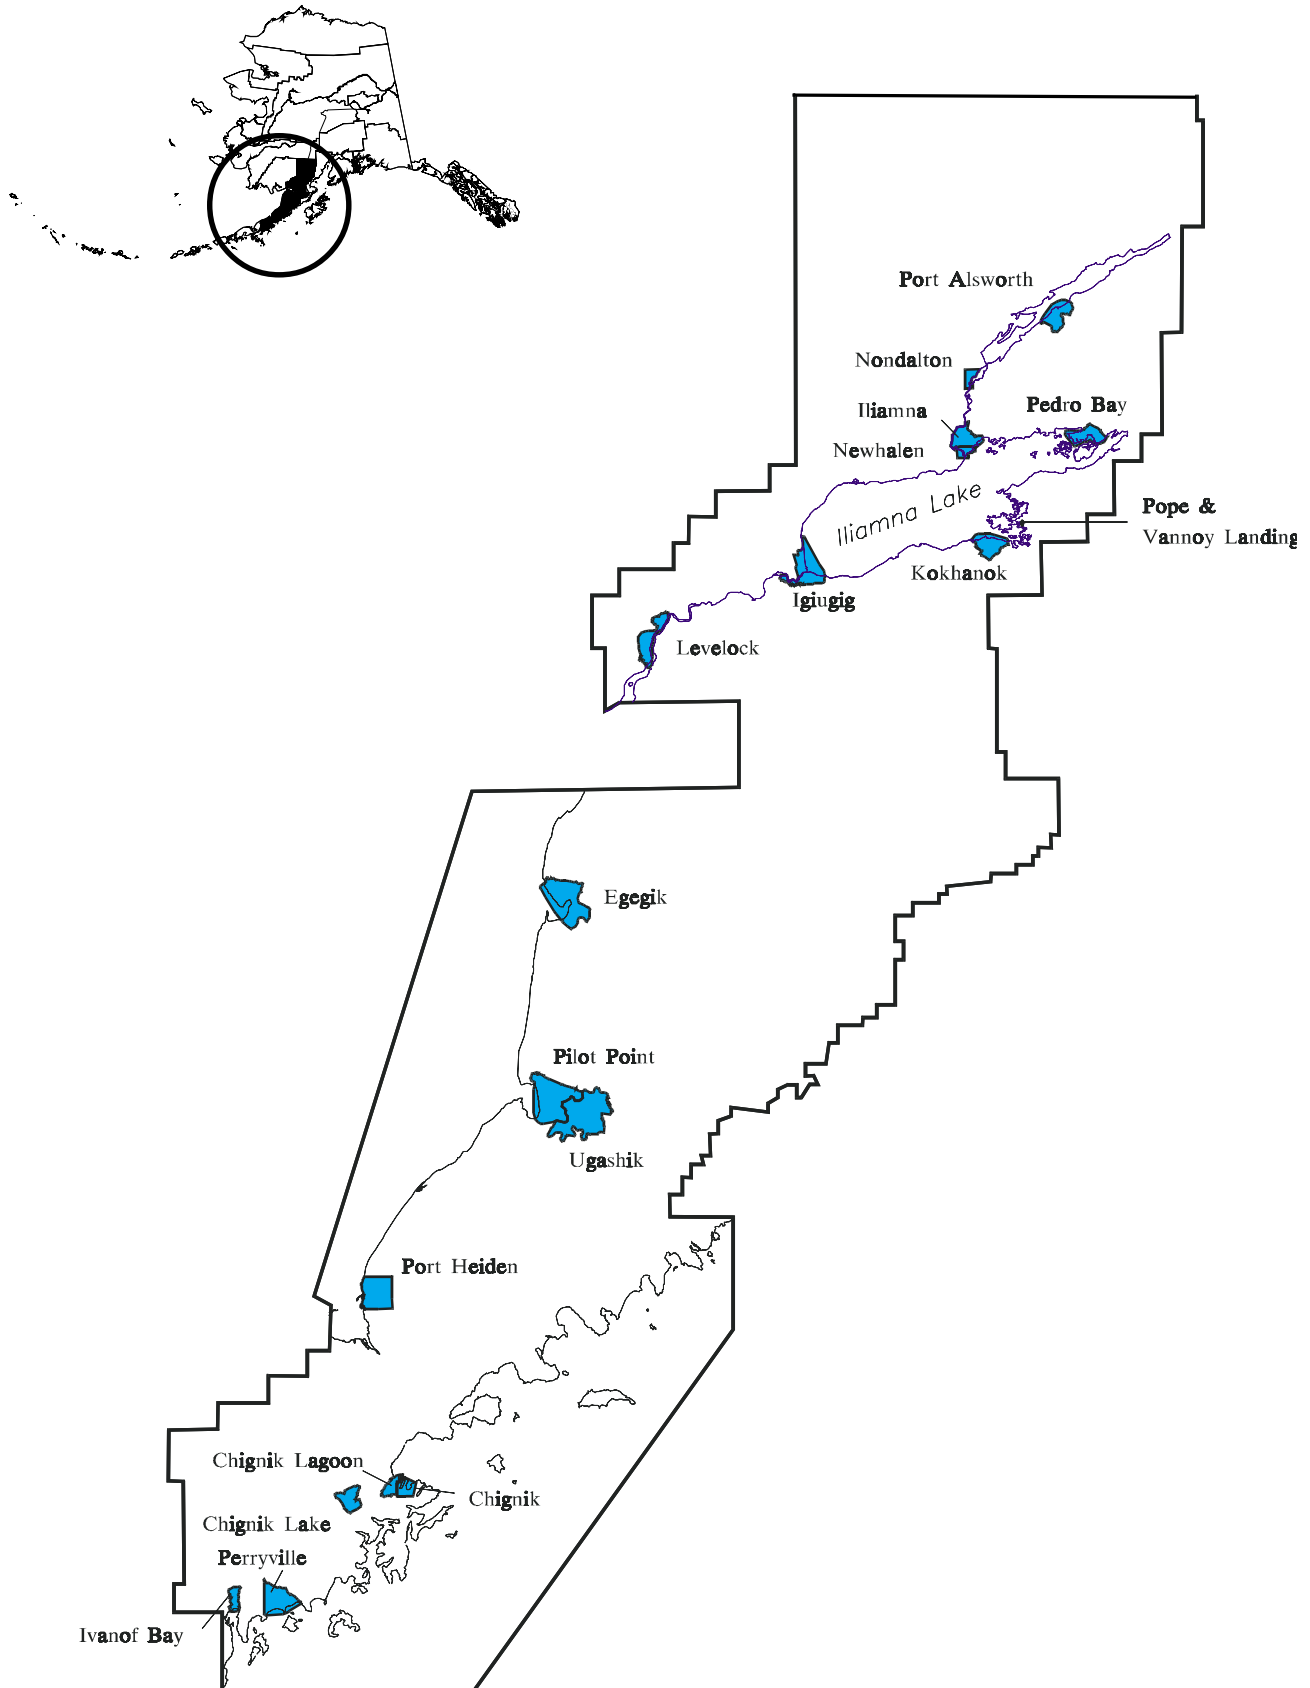 Port Alsworth
Nondalton
Iliamna
Pedro Bay
Newhalen
Iliamna Lake
Pope &
Vannoy Landing
Kokhanok
Igiugig
Levelock
Egegik
Pilot Point
Ugashik
Port Heiden
Chignik Lagoon
Chignik
Chignik Lake
Perryville
Ivanof Bay